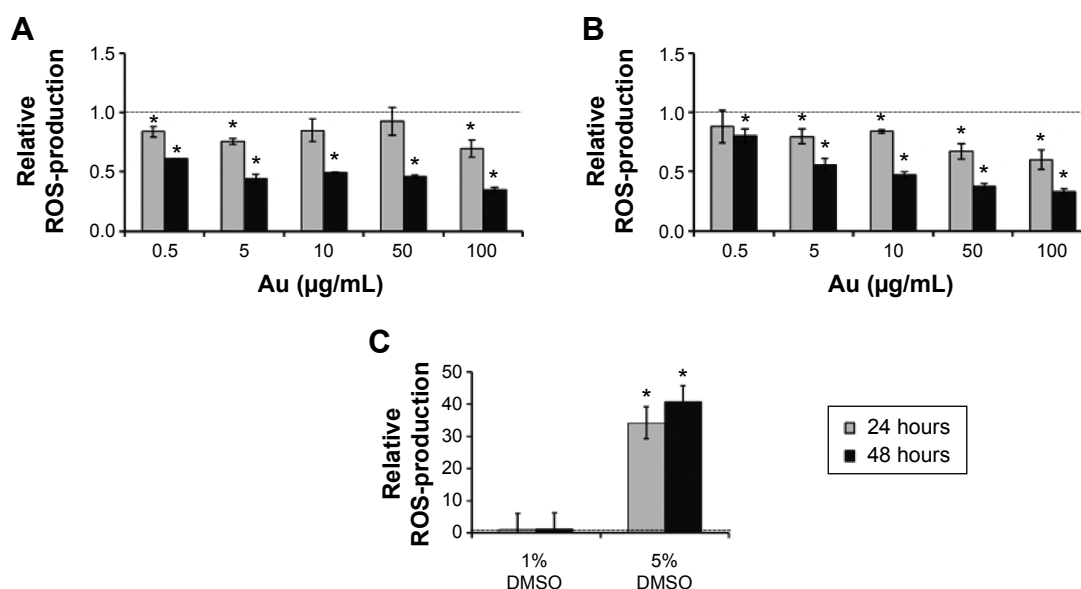 A
Relative
ROS-production
1.5
1.0
0.5
0.0
* * * * * * * *
0.5 5 10 50 100
Au (µg/mL)
B
Relative
ROS-production
1.5
1.0
0.5
0.0
* * * * * * * * *
0.5 5 10 50 100
Au (µg/mL)
C
Relative
ROS-production
50
40
30
20
10
0
* *
1%
DMSO
5%
DMSO
24 hours
48 hours